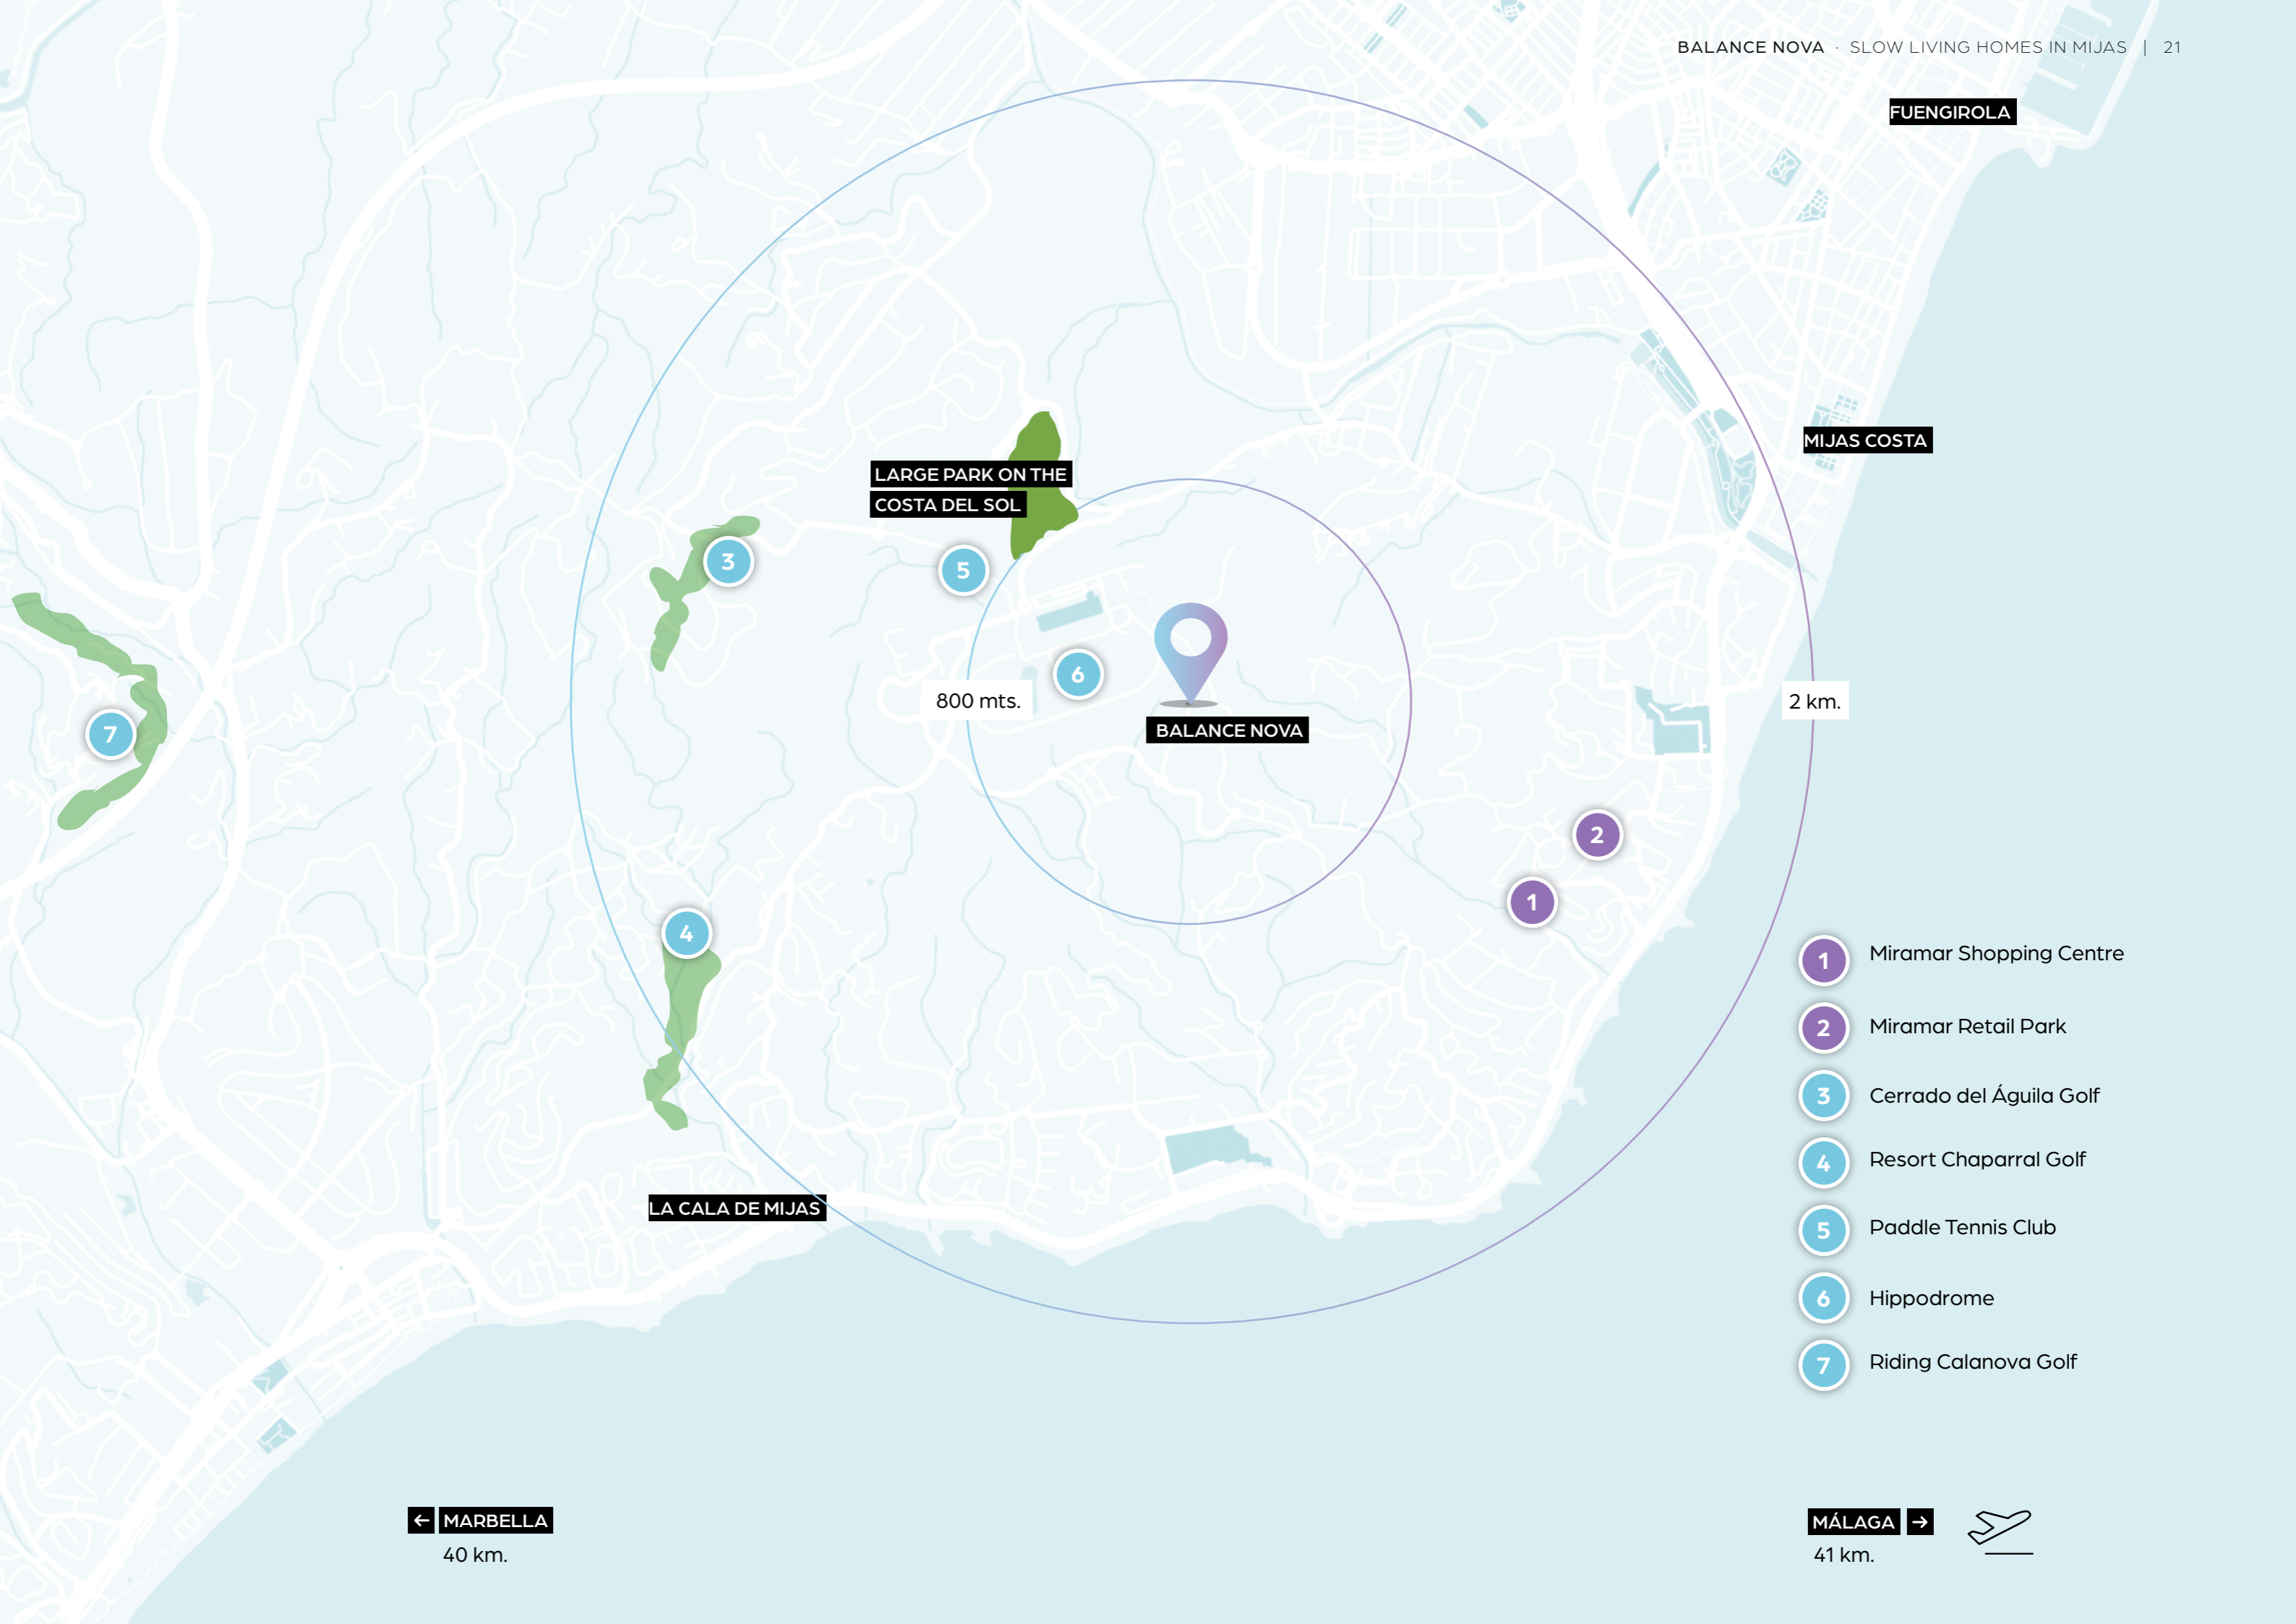 BALANCE NOVA · SLOW LIVING HOMES IN MIJAS | 21
FUENGIROLA
MIJAS COSTA
LARGE PARK ON THE
COSTA DEL SOL
3
5
6
7
800 mts.
2 km.
BALANCE NOVA
2
1
4
LA CALA DE MIJAS
1 Miramar Shopping Centre
2 Miramar Retail Park
3 Cerrado del Águila Golf
4 Resort Chaparral Golf
5 Paddle Tennis Club
6 Hippodrome
7 Riding Calanova Golf
← MARBELLA
40 km.
MÁLAGA →
41 km.